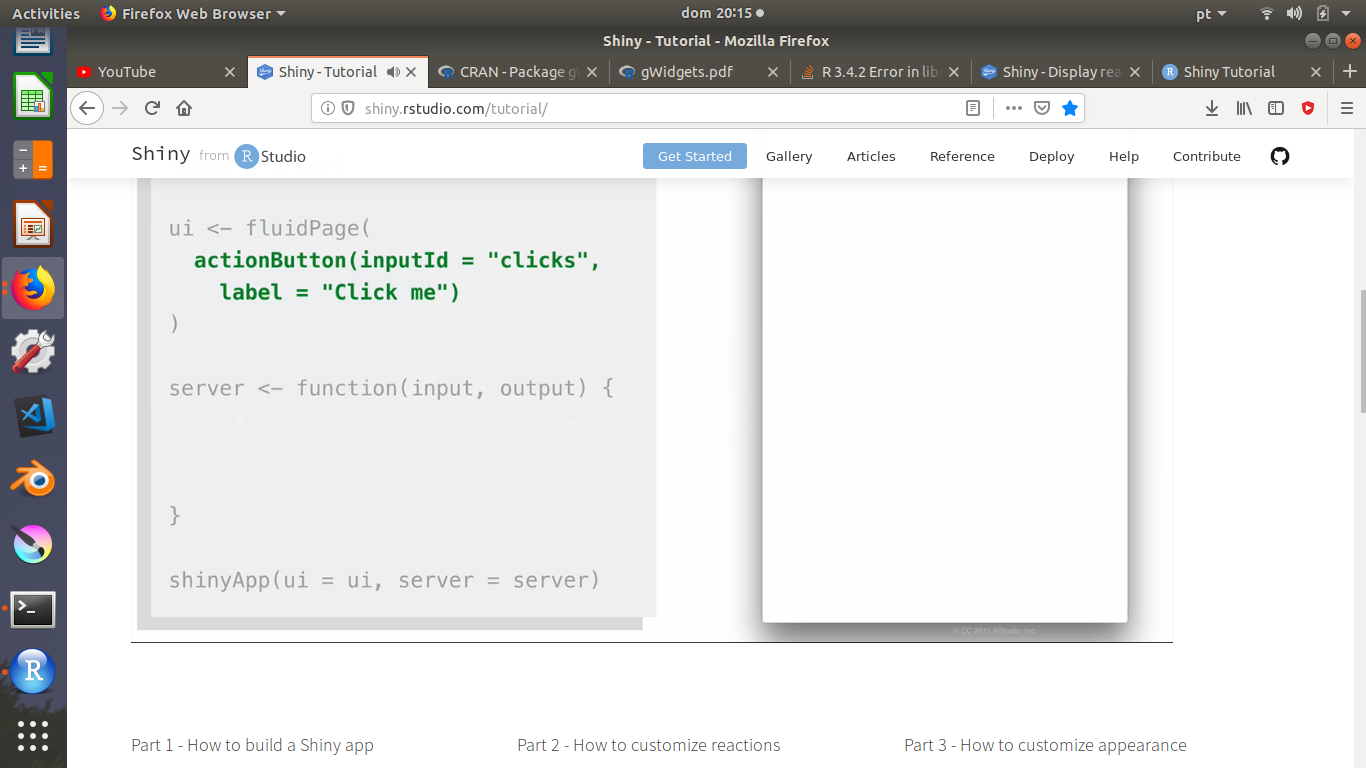 Activities Firefox Web Browser dom 20:15 pt
Shiny - Tutorial - Mozilla Firefox
YouTube Shiny - Tutorial CRAN - Package gW gWidgets.pdf R 3.4.2 Error in lib Shiny - Display rea Shiny Tutorial
shiny.rstudio.com/tutorial/
Shiny from R Studio Get Started Gallery Articles Reference Deploy Help Contribute
ui <- fluidPage(
actionButton(inputId = "clicks",
label = "Click me")
)
server <- function(input, output) {
}
shinyApp(ui = ui, server = server)
© CC 2015 RStudio, Inc.
Part 1 - How to build a Shiny app Part 2 - How to customize reactions Part 3 - How to customize appearance